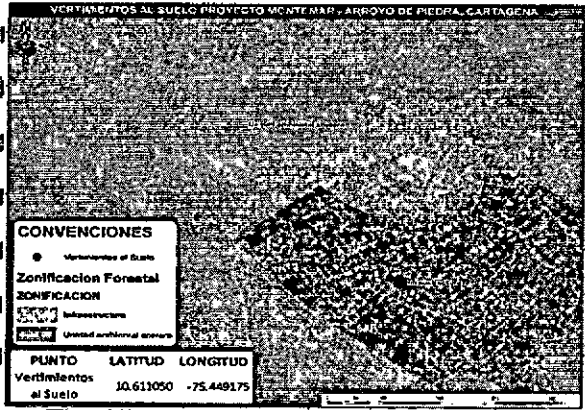 VERTIMIENTOS AL SUELO PROYECTO MONTEMAR - ARROYO DE PIEDRA, CARTAGENA
CONVENCIONES
Vertimientos al Suelo
Zonificacion Forestal
ZONIFICACION
Infraestructura
Unidad ambiental
PUNTO LATITUD LONGITUD
Vertimientos al Suelo 10.611050 -75.449175